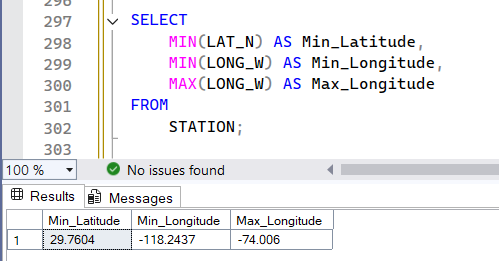 296
297 SELECT
298 MIN(LAT_N) AS Min_Latitude,
299 MIN(LONG_W) AS Min_Longitude,
300 MAX(LONG_W) AS Max_Longitude
301 FROM
302 STATION;
303
100 % No issues found
Results Messages
Min_Latitude Min_Longitude Max_Longitude
1 29.7604 -118.2437 -74.006